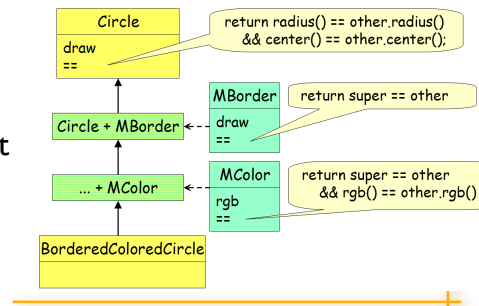 Circle
draw
==
return radius() == other.radius()
&& center() == other.center();
MBorder
draw
==
return super == other
Circle + MBorder
t
MColor
rgb
==
return super == other
&& rgb() == other.rgb()
... + MColor
BorderedColoredCircle